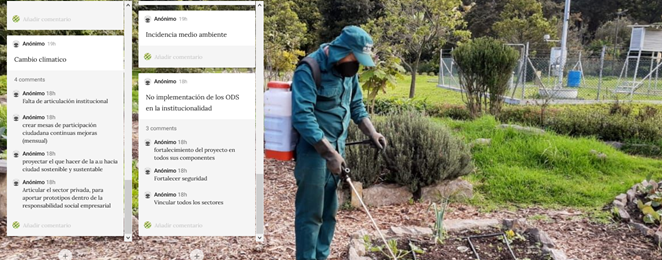 Añadir comentario
Anónimo 19h
Cambio climatico
4 comments
Anónimo 18h
Falta de articulación institucional
Anónimo 18h
crear mesas de participación
ciudadana continuas mejoras
(mensual)
Anónimo 18h
proyectar el que hacer de la a.u hacia
ciudad sostenible y sustentable
Anónimo 18h
Articular el sector privada, para
aportar prototipos dentro de la
responsabilidad social empresarial
Añadir comentario
Anónimo 19h
Incidencia medio ambiente
Añadir comentario
Anónimo 18h
No implementación de los ODS
en la institucionalidad
3 comments
Anónimo 18h
fortalecimiento del proyecto en
todos sus componentes
Anónimo 18h
Fortalecer seguridad
Anónimo 18h
Vincular todos los sectores
Añadir comentario